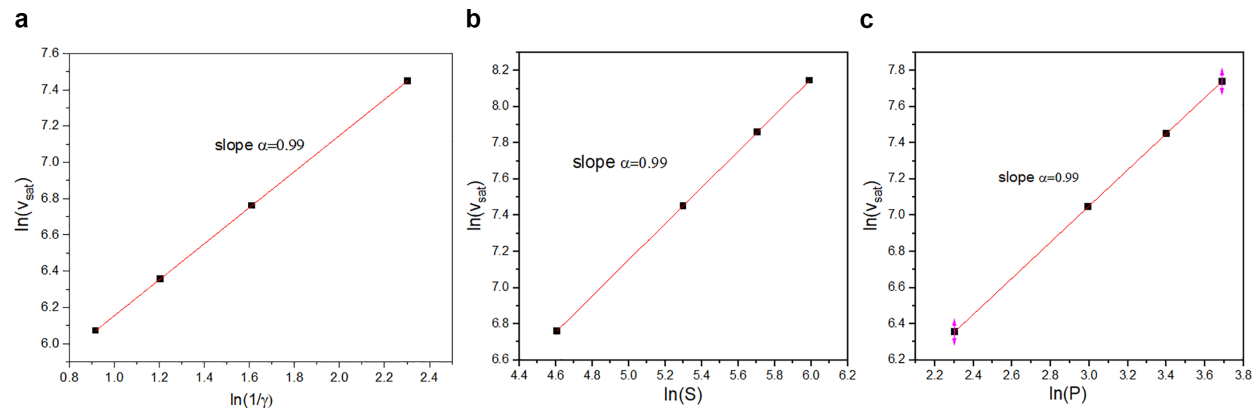 a
7.6
7.4
7.2
7.0
6.8
6.6
6.4
6.2
6.0
ln(v_sat)
slope α=0.99
0.8 1.0 1.2 1.4 1.6 1.8 2.0 2.2 2.4
ln(1/γ)
b
8.2
8.0
7.8
7.6
7.4
7.2
7.0
6.8
6.6
ln(v_sat)
slope α=0.99
4.4 4.6 4.8 5.0 5.2 5.4 5.6 5.8 6.0 6.2
ln(S)
c
7.8
7.6
7.4
7.2
7.0
6.8
6.6
6.4
6.2
ln(v_sat)
slope α=0.99
2.2 2.4 2.6 2.8 3.0 3.2 3.4 3.6 3.8
ln(P)